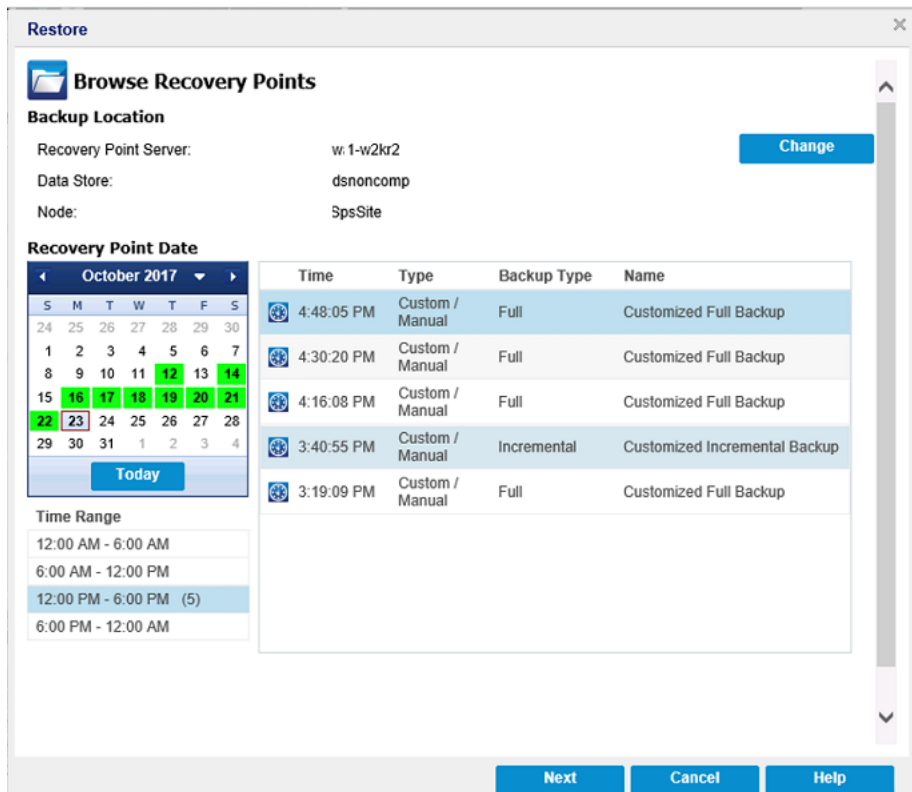 Restore
Browse Recovery Points
Backup Location
Recovery Point Server: 1-w2kr2
Change
Data Store: dsnoncomp
Node: SpsSite
Recovery Point Date
October 2017
S M T W T F S
24 25 26 27 28 29 30
1 2 3 4 5 6 7
8 9 10 11 12 13 14
15 16 17 18 19 20 21
22 23 24 25 26 27 28
29 30 31 1 2 3 4
Today
Time Range
12:00 AM - 6:00 AM
6:00 AM - 12:00 PM
12:00 PM - 6:00 PM (5)
6:00 PM - 12:00 AM
Time Type Backup Type Name
4:48:05 PM Custom / Manual Full Customized Full Backup
4:30:20 PM Custom / Manual Full Customized Full Backup
4:16:08 PM Custom / Manual Full Customized Full Backup
3:40:55 PM Custom / Manual Incremental Customized Incremental Backup
3:19:09 PM Custom / Manual Full Customized Full Backup
Next Cancel Help